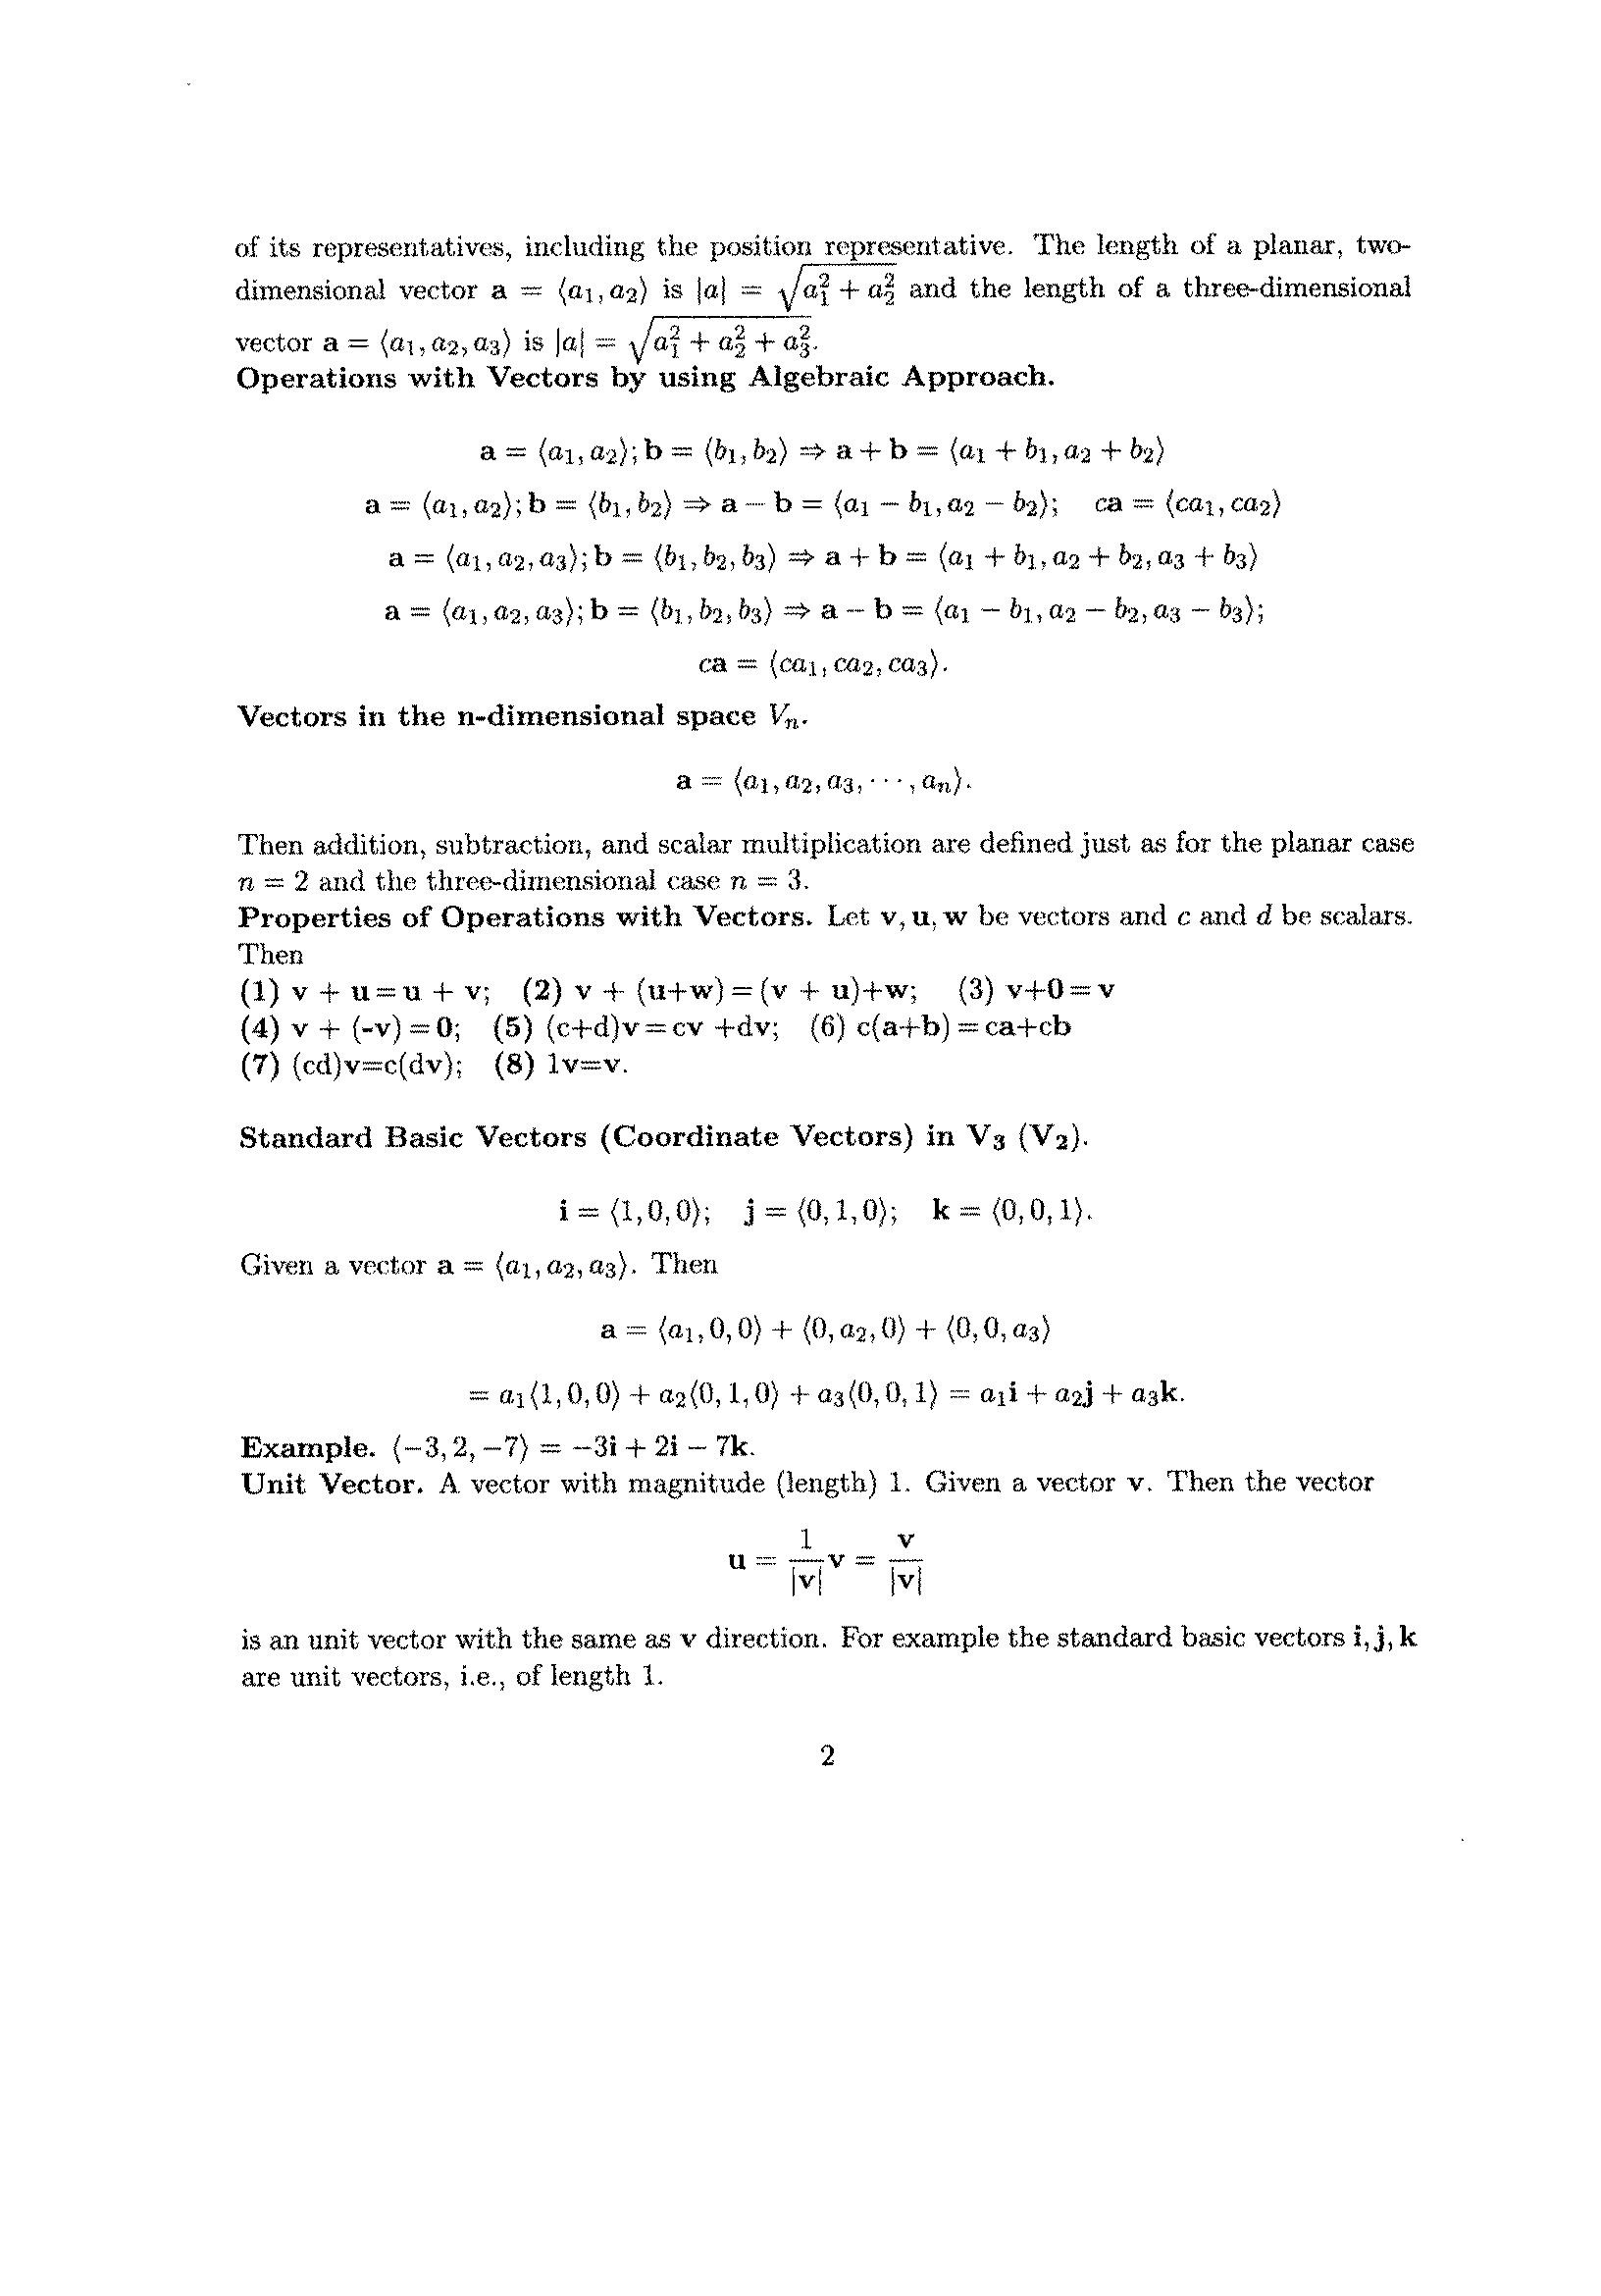 of its representatives, including the position representative. The length of a planar, two-
dimensional vector a = ⟨a₁, a₂⟩ is |a| = √(a₁² + a₂²) and the length of a three-dimensional
vector a = ⟨a₁, a₂, a₃⟩ is |a| = √(a₁² + a₂² + a₃²).
Operations with Vectors by using Algebraic Approach.
a = ⟨a₁, a₂⟩; b = ⟨b₁, b₂⟩ ⇒ a + b = ⟨a₁ + b₁, a₂ + b₂⟩
a = ⟨a₁, a₂⟩; b = ⟨b₁, b₂⟩ ⇒ a − b = ⟨a₁ − b₁, a₂ − b₂⟩; ca = ⟨ca₁, ca₂⟩
a = ⟨a₁, a₂, a₃⟩; b = ⟨b₁, b₂, b₃⟩ ⇒ a + b = ⟨a₁ + b₁, a₂ + b₂, a₃ + b₃⟩
a = ⟨a₁, a₂, a₃⟩; b = ⟨b₁, b₂, b₃⟩ ⇒ a − b = ⟨a₁ − b₁, a₂ − b₂, a₃ − b₃⟩;
ca = ⟨ca₁, ca₂, ca₃⟩.
Vectors in the n-dimensional space Vₙ.
a = ⟨a₁, a₂, a₃, ⋯, aₙ⟩.
Then addition, subtraction, and scalar multiplication are defined just as for the planar case
n = 2 and the three-dimensional case n = 3.
Properties of Operations with Vectors. Let v, u, w be vectors and c and d be scalars.
Then
(1) v + u=u + v; (2) v + (u+w)=(v + u)+w; (3) v+0=v
(4) v + (-v)=0; (5) (c+d)v=cv +dv; (6) c(a+b)=ca+cb
(7) (cd)v=c(dv); (8) 1v=v.
Standard Basic Vectors (Coordinate Vectors) in V₃ (V₂).
i = ⟨1, 0, 0⟩; j = ⟨0, 1, 0⟩; k = ⟨0, 0, 1⟩.
Given a vector a = ⟨a₁, a₂, a₃⟩. Then
a = ⟨a₁, 0, 0⟩ + ⟨0, a₂, 0⟩ + ⟨0, 0, a₃⟩
= a₁⟨1, 0, 0⟩ + a₂⟨0, 1, 0⟩ + a₃⟨0, 0, 1⟩ = a₁i + a₂j + a₃k.
Example. ⟨−3, 2, −7⟩ = −3i + 2i − 7k.
Unit Vector. A vector with magnitude (length) 1. Given a vector v. Then the vector
u = 1/|v| v = v/|v|
is an unit vector with the same as v direction. For example the standard basic vectors i, j, k
are unit vectors, i.e., of length 1.
2